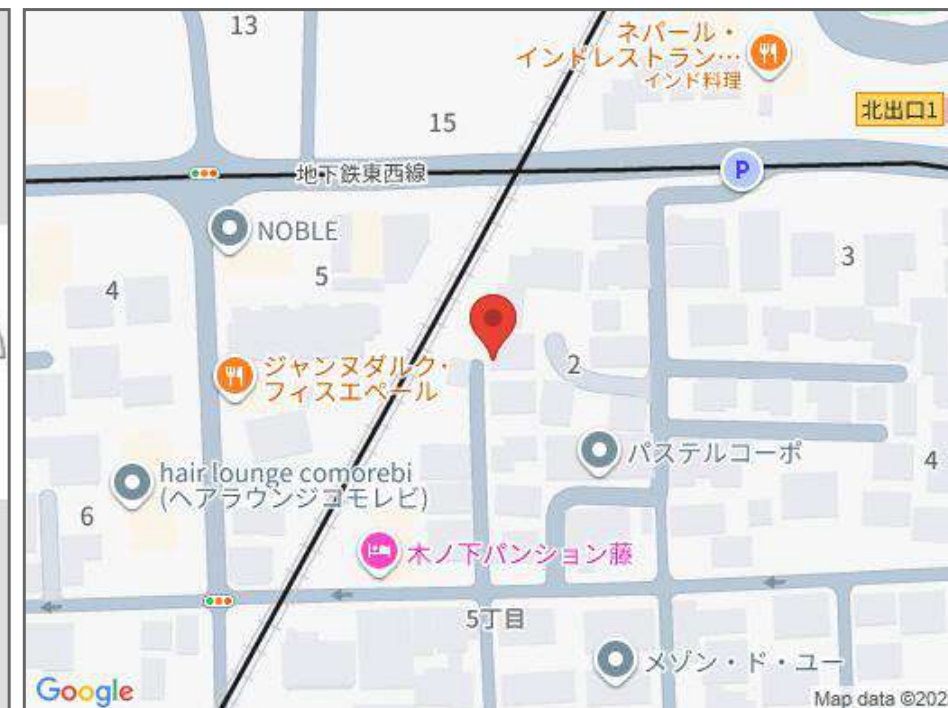 13
ネパール・
インドレストラン…
インド料理
北出口1
15
地下鉄東西線
P
NOBLE
3
5
4
2
ジャンヌダルク・
フィスエペール
パステルコーポ
4
hair lounge comorebi
(ヘアラウンジコモレビ)
6
木ノ下パンション藤
5丁目
メゾン・ド・ユー
Google
Map data ©202